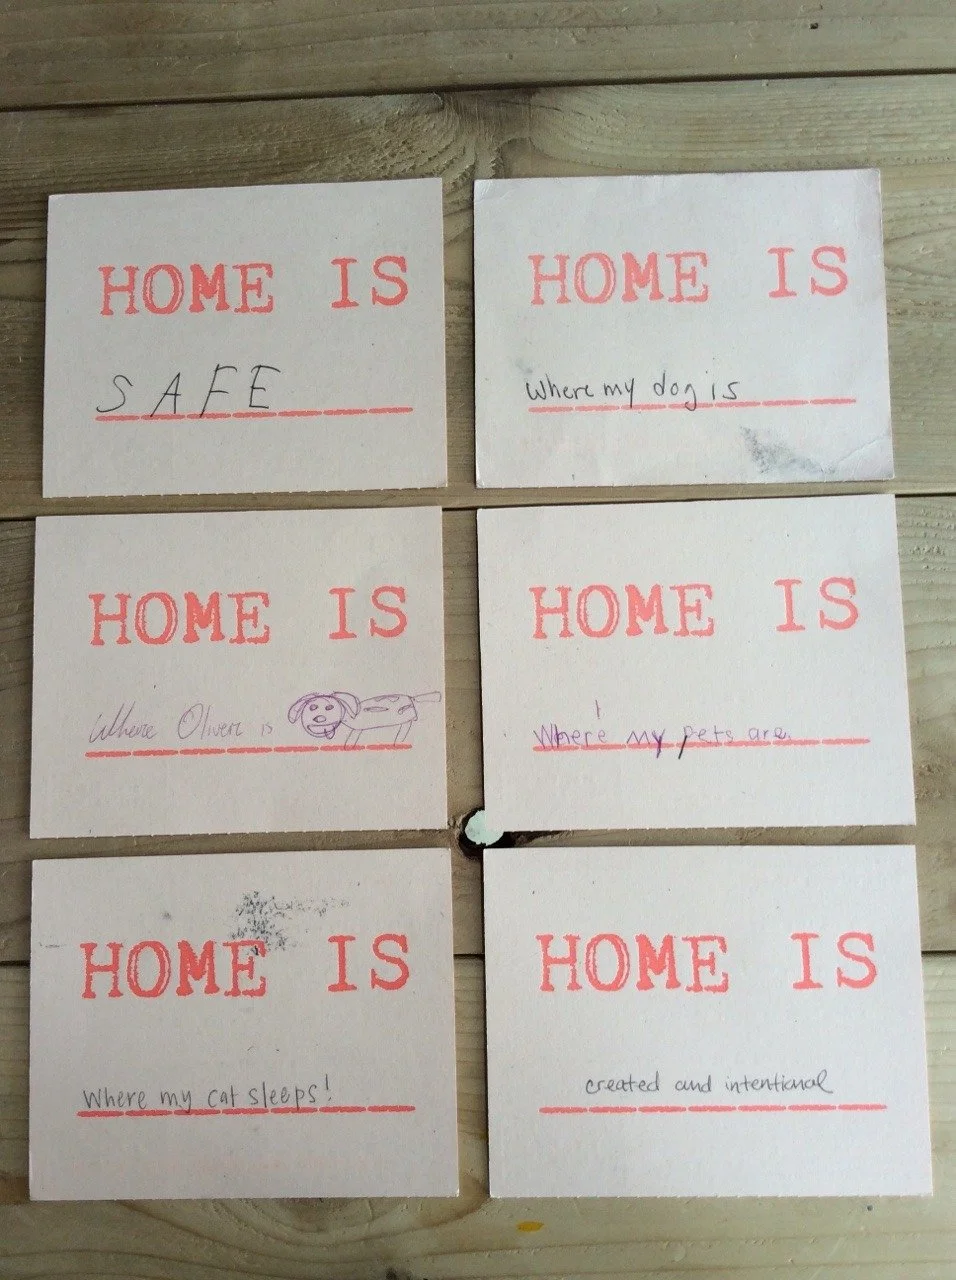 HOME IS
SAFE
HOME IS
Where my dog is
HOME IS
Where Oliver is
HOME IS
Where my pets are.
HOME IS
Where my cat sleeps!
HOME IS
created and intentional